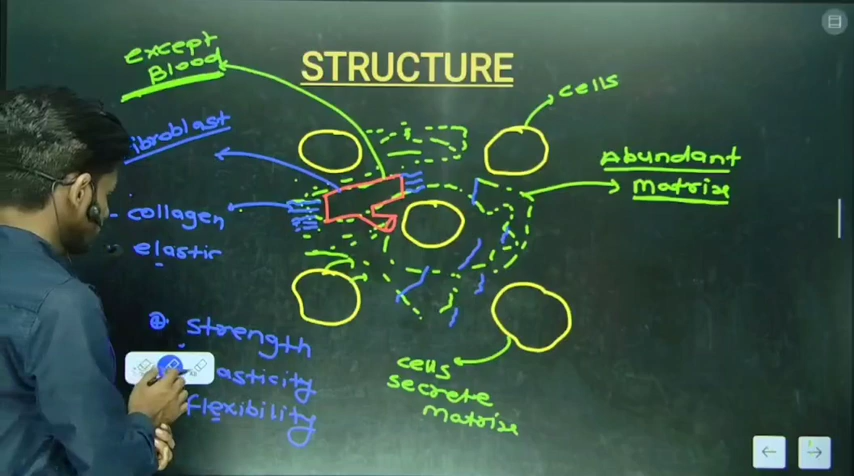 STRUCTURE
except
Blood
cells
ibroblast
Abundant
matrix
- collagen
elastic
strength
asticity
flexibility
cells
secrete
matrix